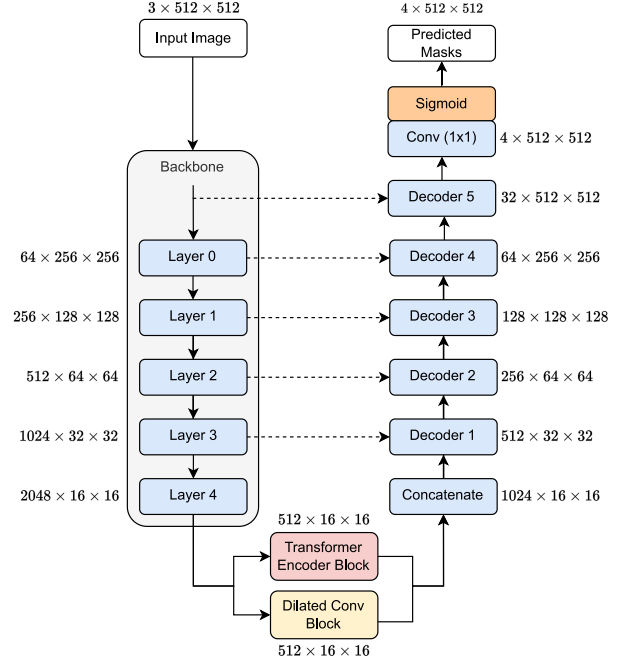 3 × 512 × 512
Input Image
Backbone
64 × 256 × 256
Layer 0
256 × 128 × 128
Layer 1
512 × 64 × 64
Layer 2
1024 × 32 × 32
Layer 3
2048 × 16 × 16
Layer 4
512 × 16 × 16
Transformer
Encoder Block
Dilated Conv
Block
512 × 16 × 16
4 × 512 × 512
Predicted
Masks
Sigmoid
Conv (1x1)
4 × 512 × 512
Decoder 5
32 × 512 × 512
Decoder 4
64 × 256 × 256
Decoder 3
128 × 128 × 128
Decoder 2
256 × 64 × 64
Decoder 1
512 × 32 × 32
Concatenate
1024 × 16 × 16